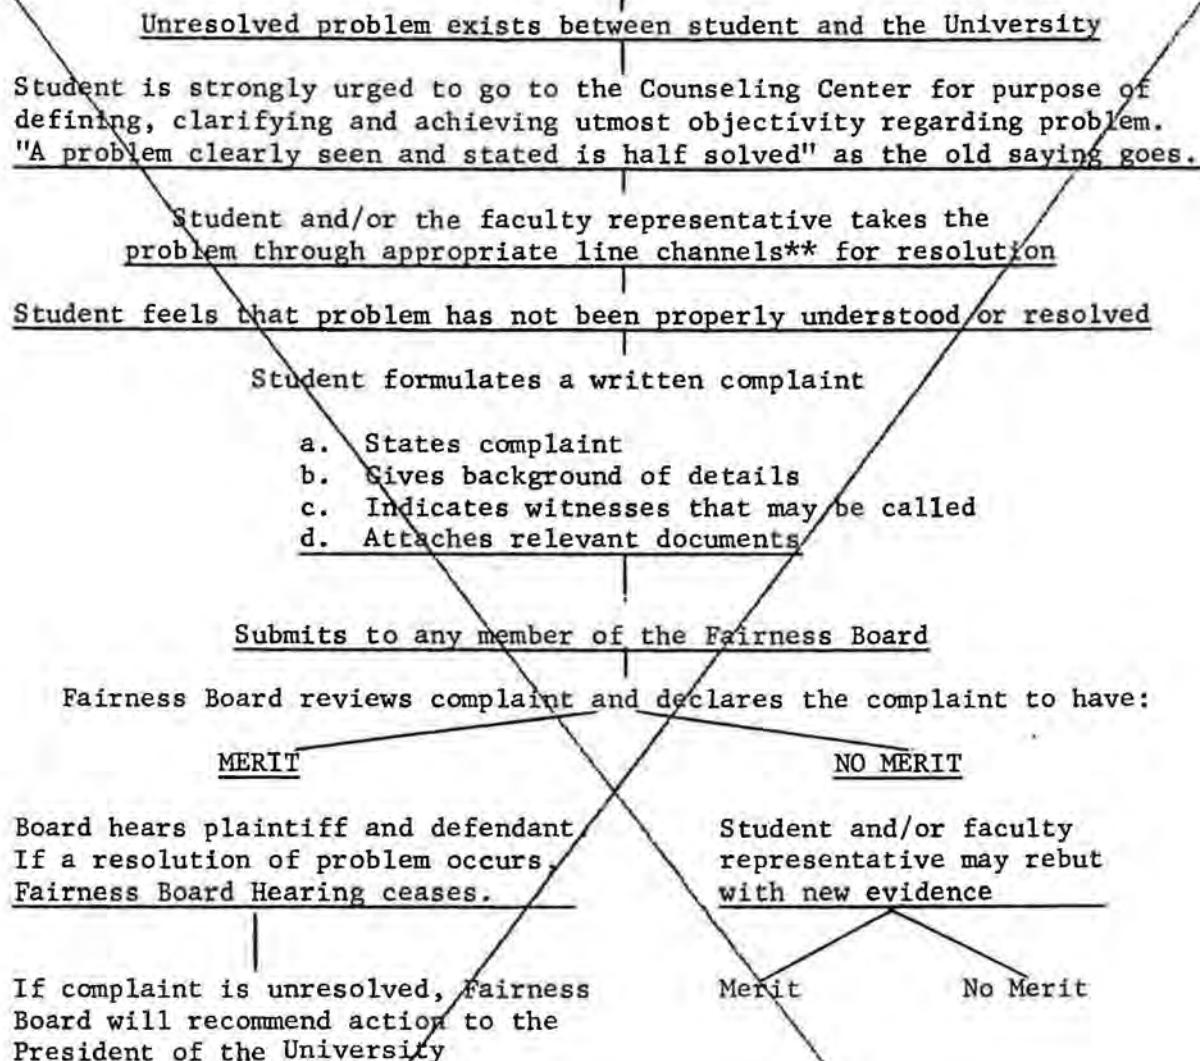 Unresolved problem exists between student and the University
Student is strongly urged to go to the Counseling Center for purpose of
defining, clarifying and achieving utmost objectivity regarding problem.
"A problem clearly seen and stated is half solved" as the old saying goes.
Student and/or the faculty representative takes the
problem through appropriate line channels** for resolution
Student feels that problem has not been properly understood or resolved
Student formulates a written complaint
a. States complaint
b. Gives background of details
c. Indicates witnesses that may be called
d. Attaches relevant documents
Submits to any member of the Fairness Board
Fairness Board reviews complaint and declares the complaint to have:
MERIT
NO MERIT
Board hears plaintiff and defendant,
If a resolution of problem occurs,
Fairness Board Hearing ceases.
Student and/or faculty
representative may rebut
with new evidence
If complaint is unresolved, Fairness
Board will recommend action to the
President of the University
Merit
No Merit